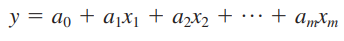 y = a₀ + a₁x₁ + a₂x₂ + ··· + aₘxₘ